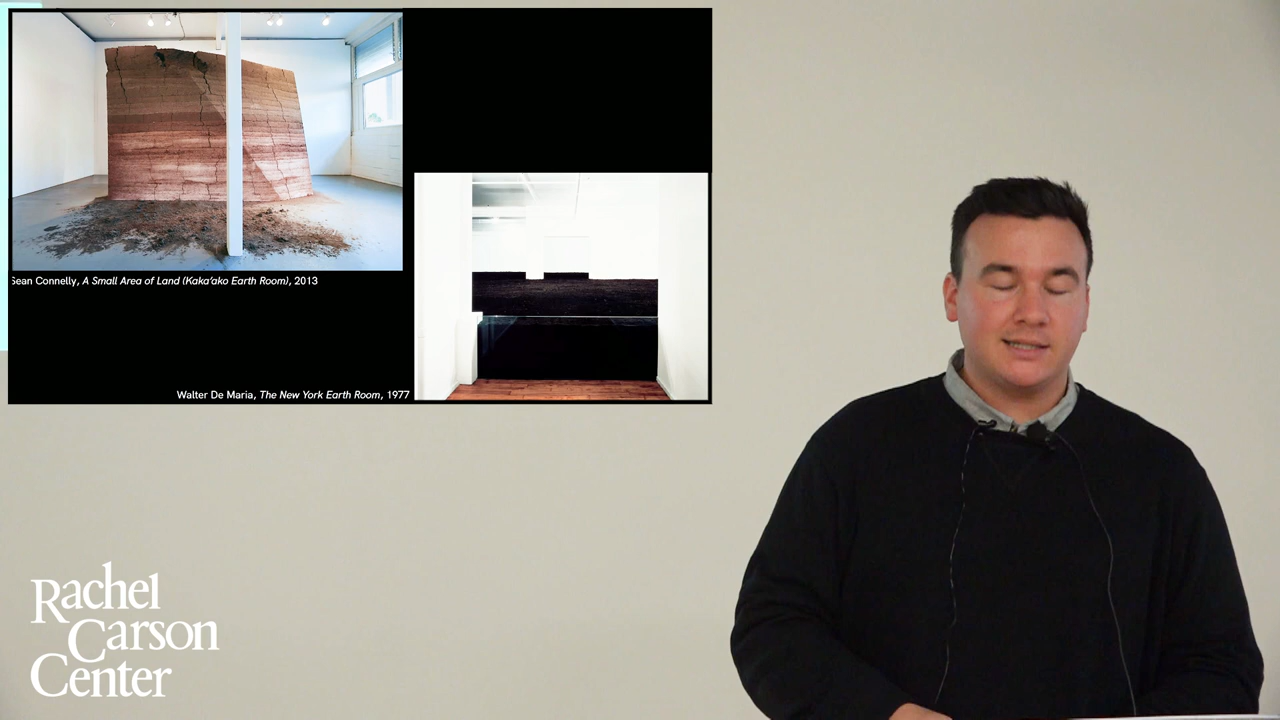 Sean Connelly, A Small Area of Land (Kaka'ako Earth Room), 2013
Walter De Maria, The New York Earth Room, 1977
Rachel
Carson
Center